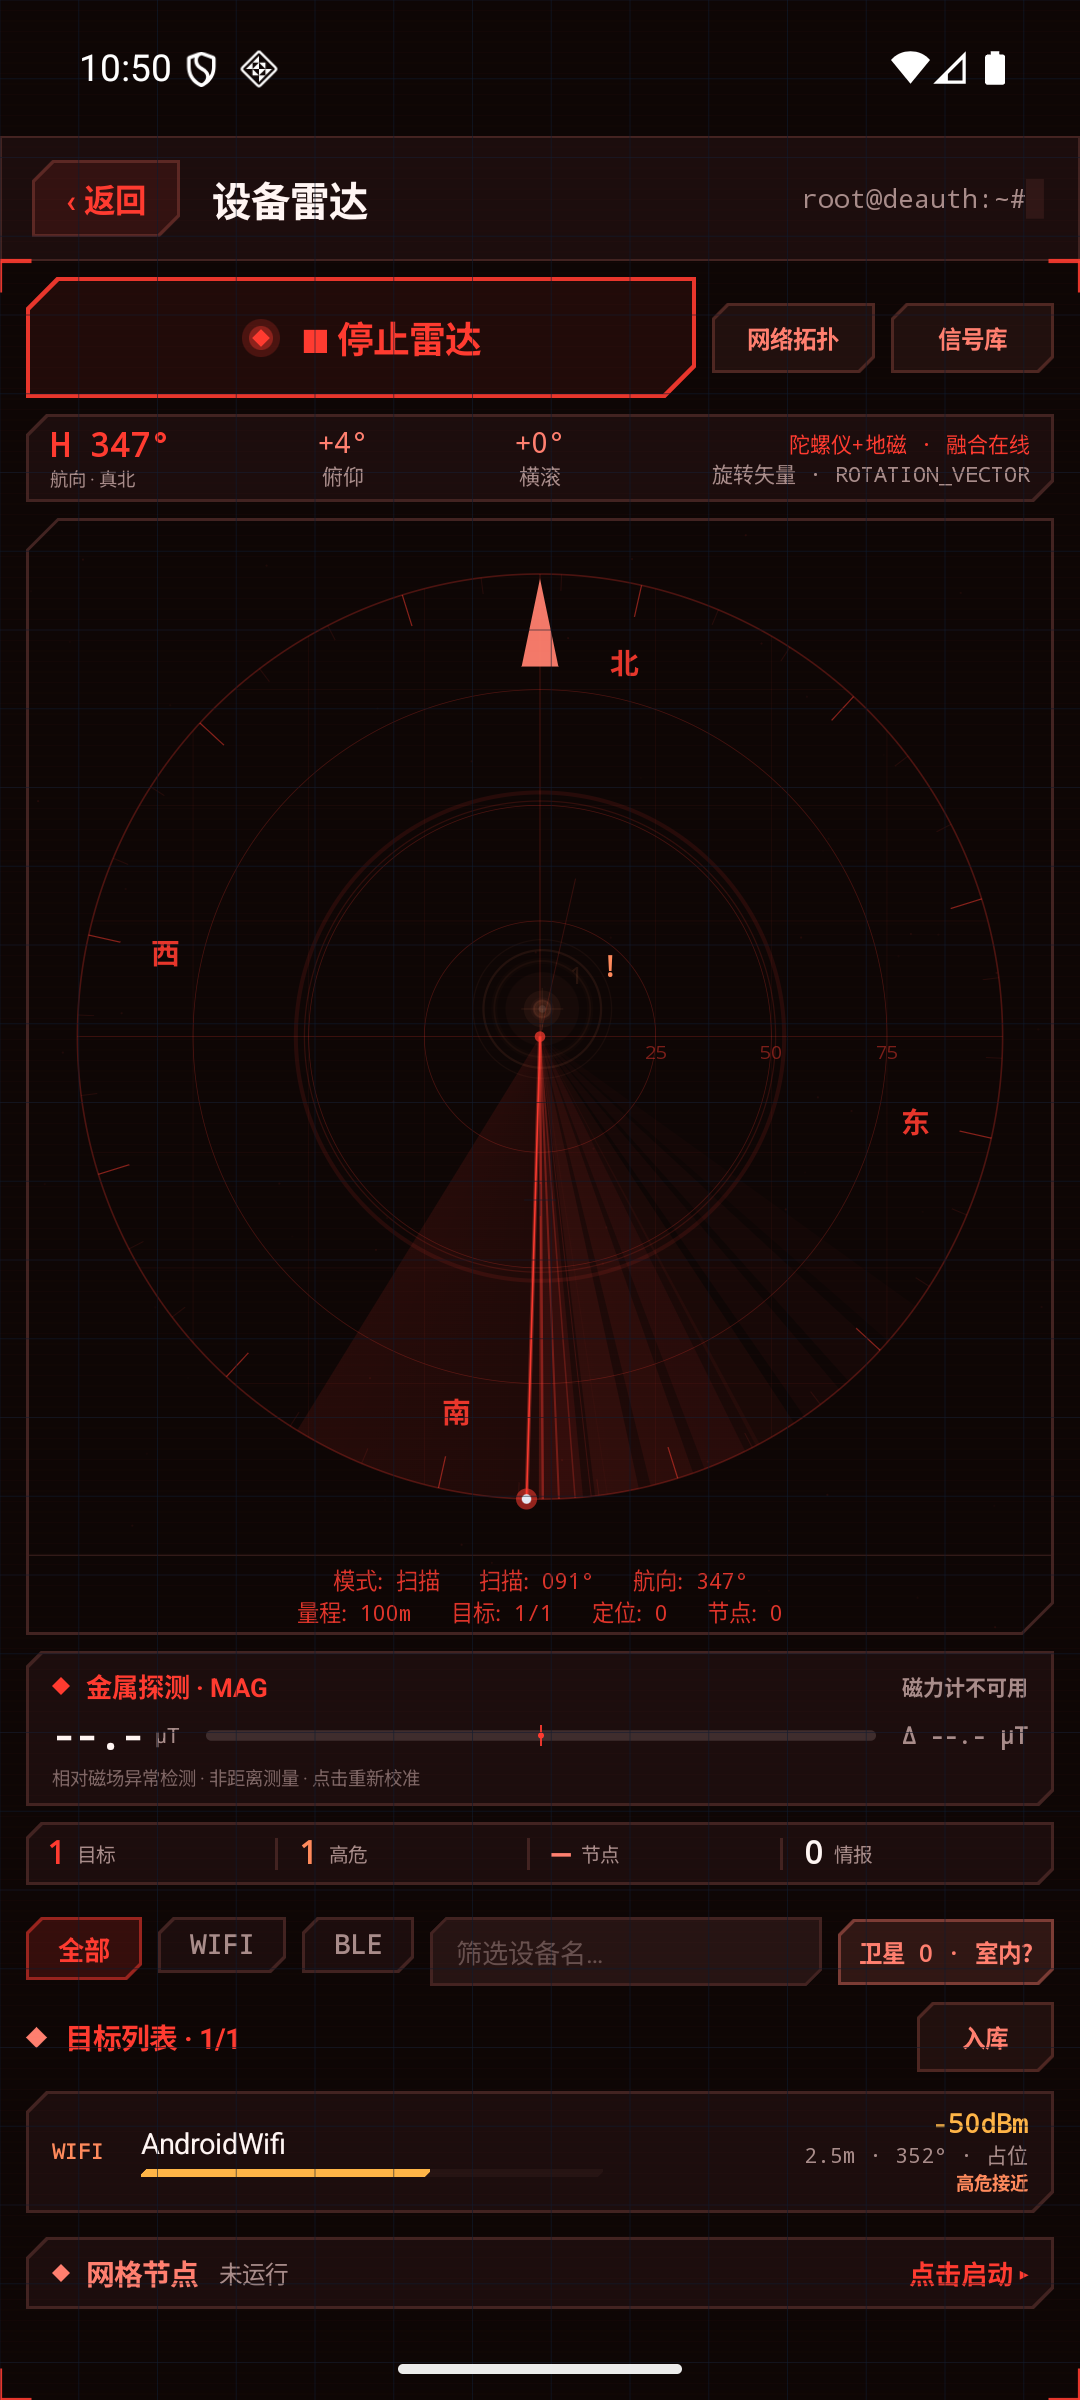 10:50
‹ 返回
设备雷达
root@deauth:~#
停止雷达
网络拓扑
信号库
H 347°
航向·真北
+4°
俯仰
+0°
横滚
陀螺仪+地磁 · 融合在线
旋转矢量 · ROTATION_VECTOR
北
西
!
25
50
75
东
南
模式: 扫描 扫描: 091° 航向: 347°
量程: 100m 目标: 1/1 定位: 0 节点: 0
金属探测 · MAG
磁力计不可用
--.- µT
Δ --.- µT
相对磁场异常检测 · 非距离测量 · 点击重新校准
1 目标
1 高危
— 节点
0 情报
全部
WIFI
BLE
筛选设备名...
卫星 0 · 室内?
目标列表 · 1/1
入库
WIFI
AndroidWifi
-50dBm
2.5m · 352° · 占位
高危接近
网格节点 未运行
点击启动 ▸